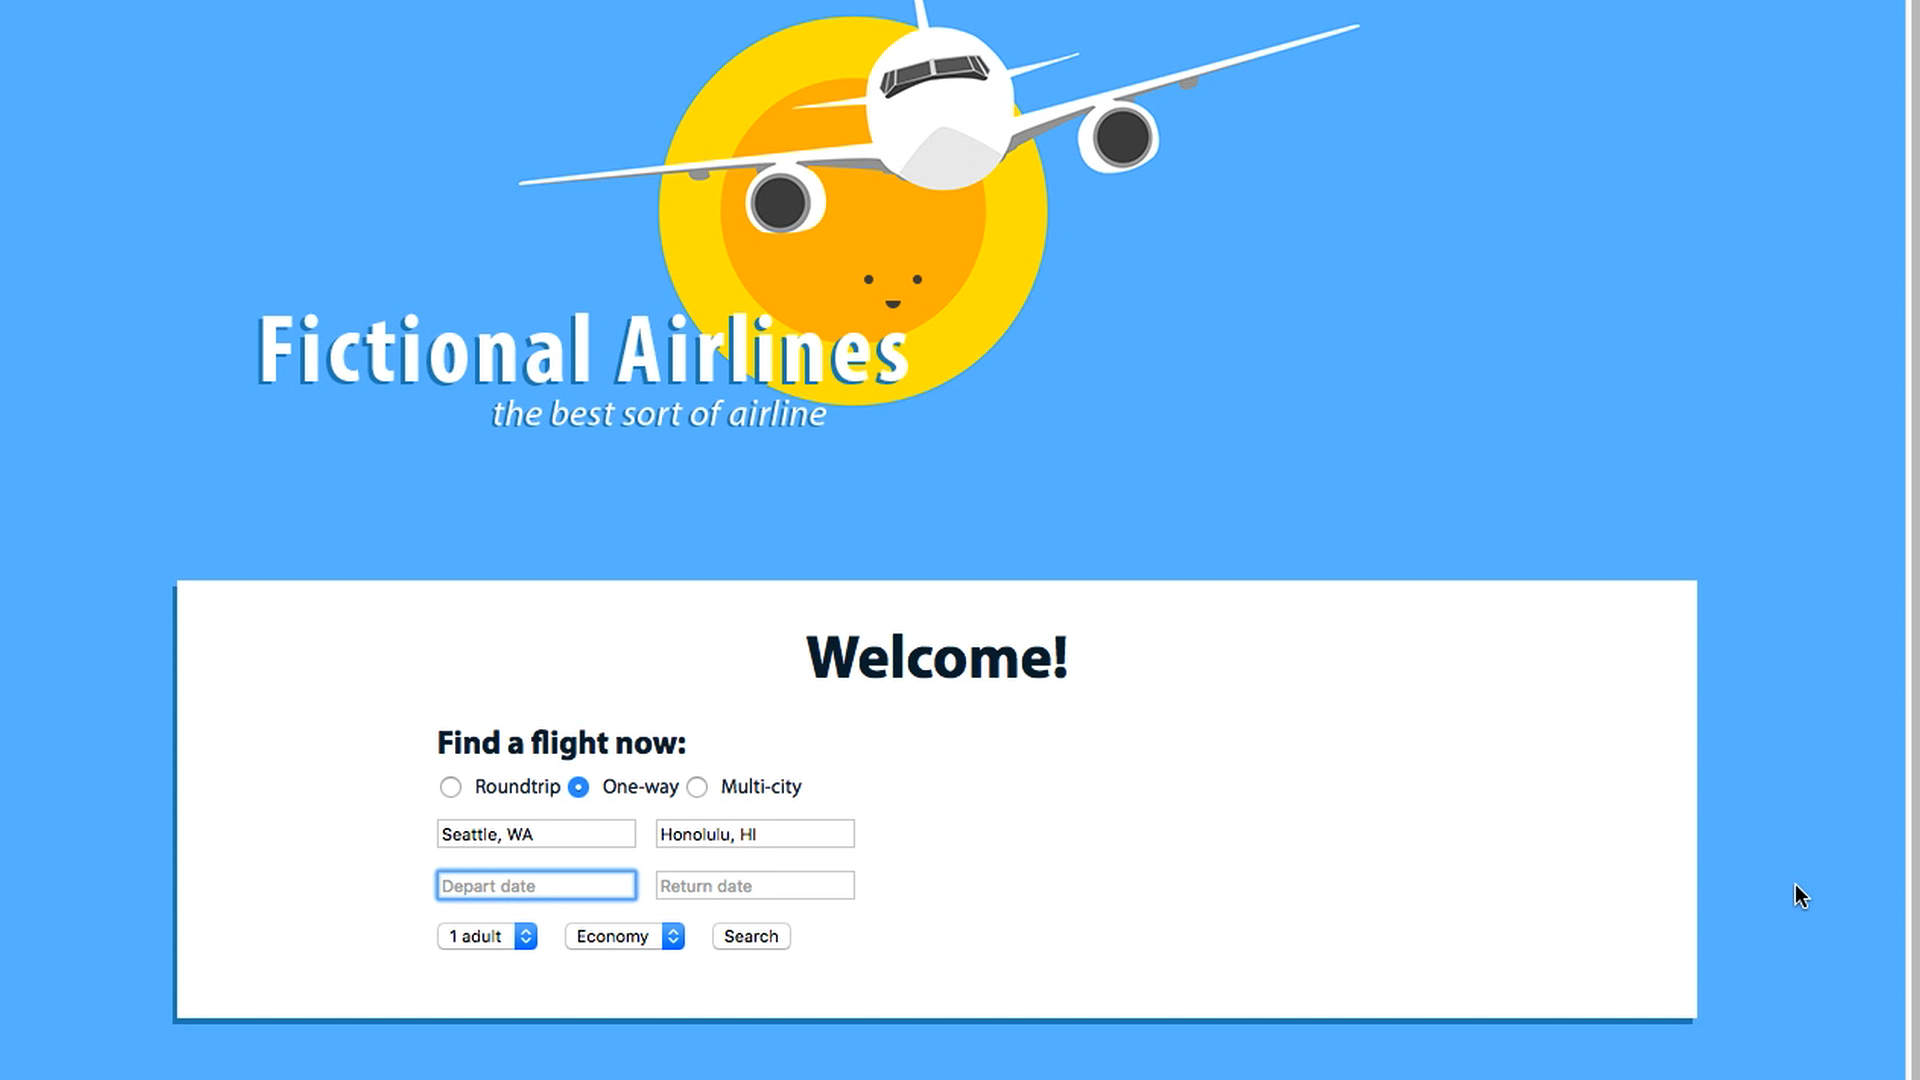 Fictional Airlines
the best sort of airline
Welcome!
Find a flight now:
Roundtrip One-way Multi-city
Seattle, WA Honolulu, HI
Depart date Return date
1 adult Economy Search